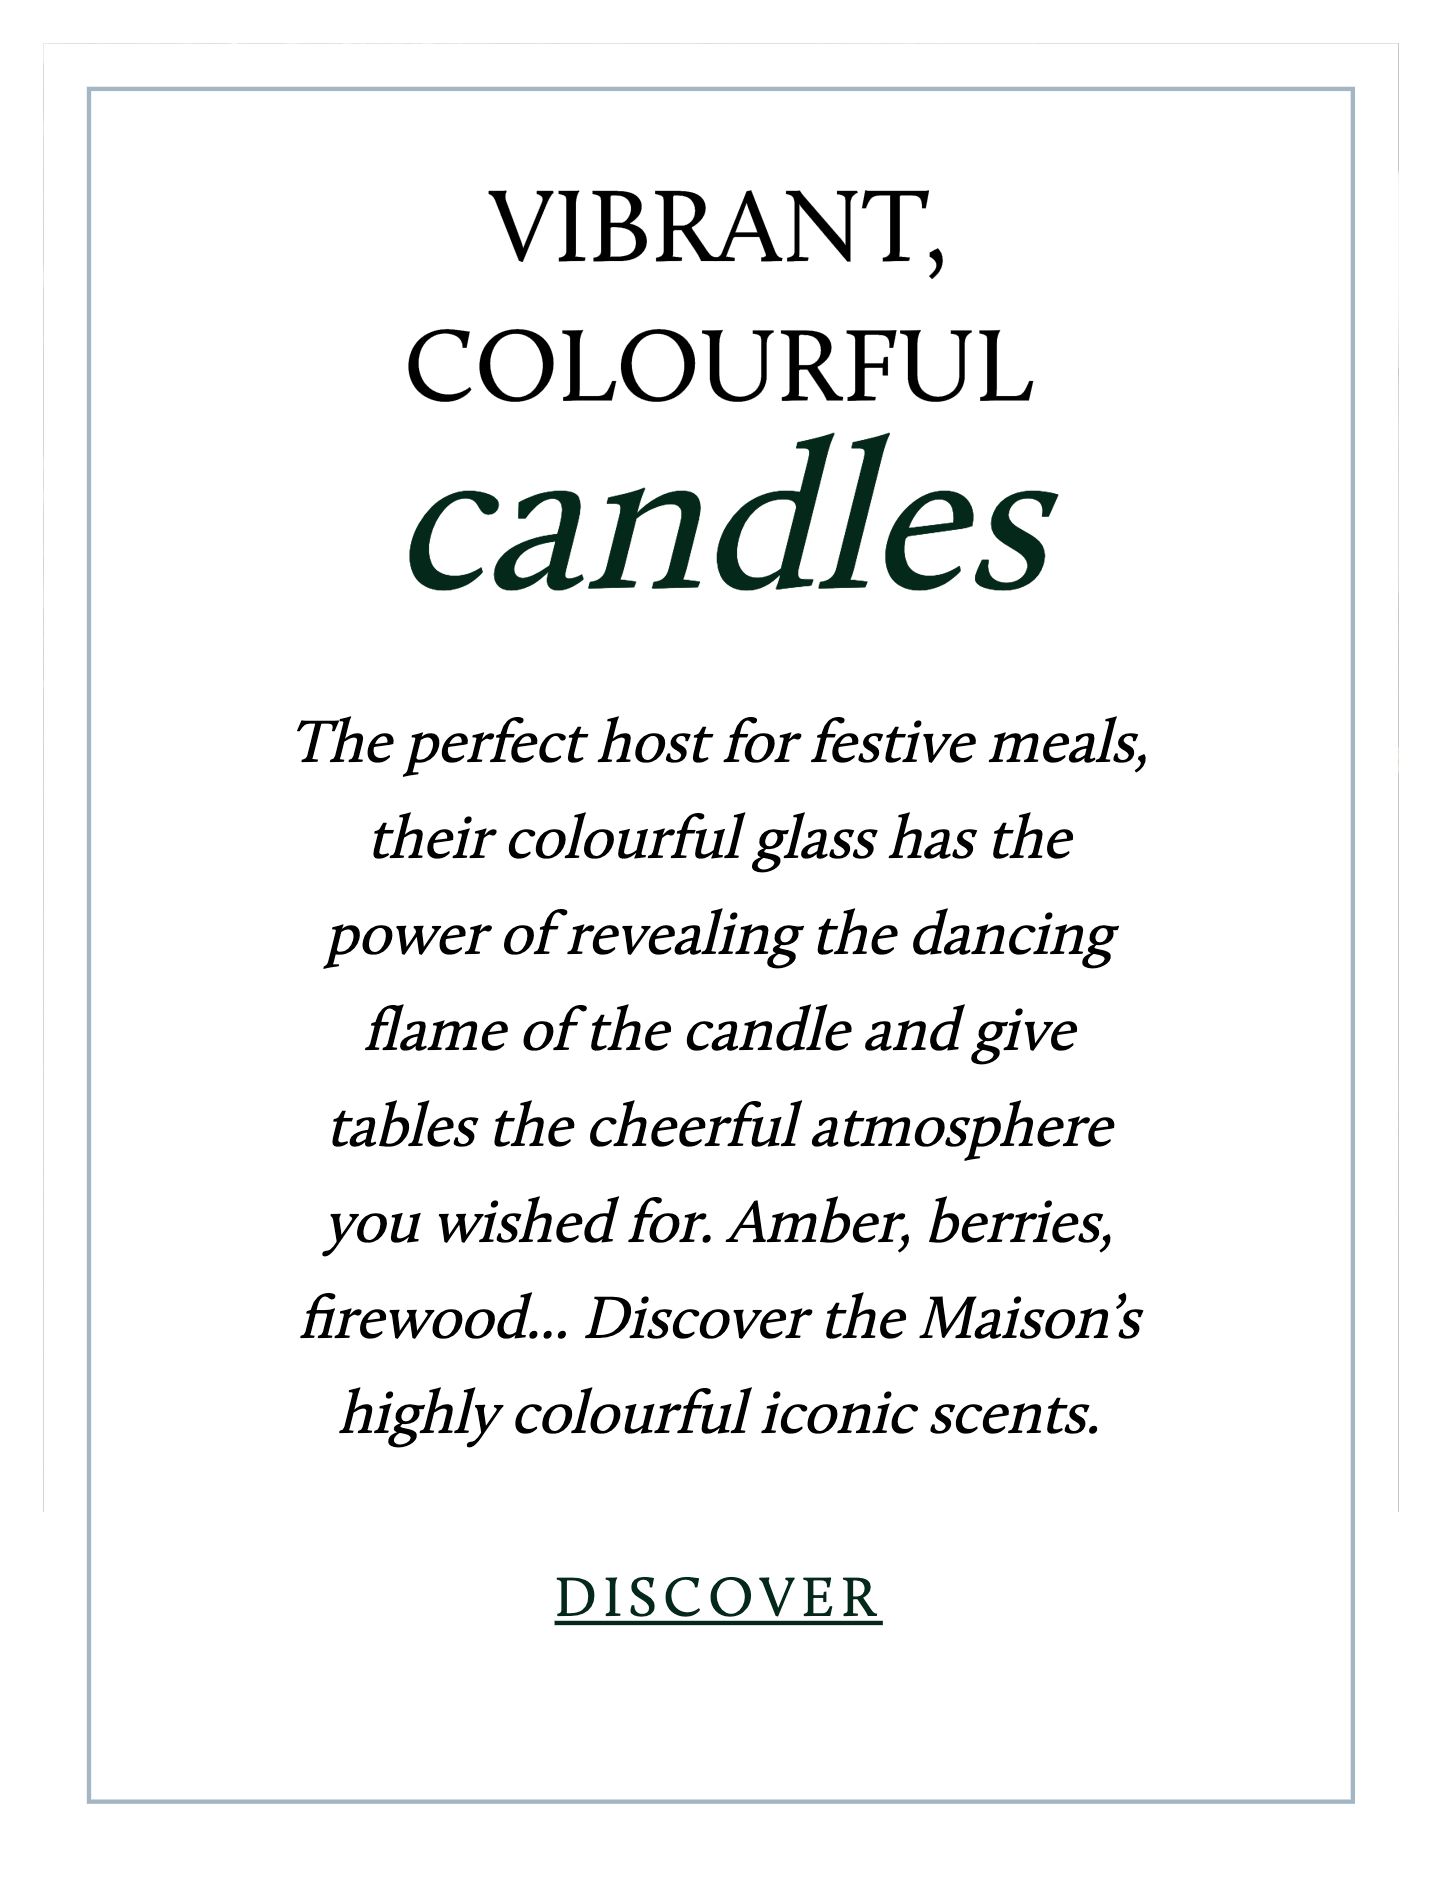 VIBRANT,
COLOURFUL
candles
The perfect host for festive meals,
their colourful glass has the
power of revealing the dancing
flame of the candle and give
tables the cheerful atmosphere
you wished for. Amber, berries,
firewood... Discover the Maison’s
highly colourful iconic scents.
DISCOVER